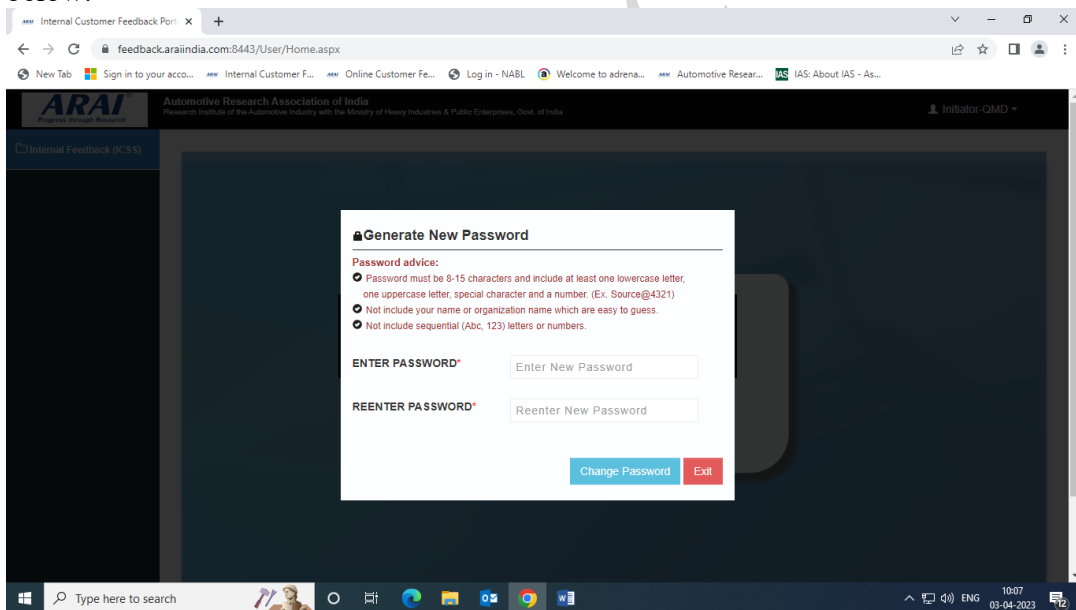 Internal Customer Feedback Port
feedback.araiindia.com:8443/User/Home.aspx
New Tab Sign in to your acco... Internal Customer F... Online Customer Fe... Log in - NABL Welcome to adrena... Automotive Resear... IAS IAS: About IAS - As...
ARAI
Progress through Research
Automotive Research Association of India
Research Institute of the Automotive Industry with the Ministry of Heavy Industries & Public Enterprises, Govt. of India
Initiator-QMD
Internal Feedback (ICSS)
Generate New Password
Password advice:
Password must be 8-15 characters and include at least one lowercase letter,
one uppercase letter, special character and a number. (Ex. Source@4321)
Not include your name or organization name which are easy to guess.
Not include sequential (Abc, 123) letters or numbers.
ENTER PASSWORD* Enter New Password
REENTER PASSWORD* Reenter New Password
Change Password Exit
Type here to search
ENG
10:07
03-04-2023
12